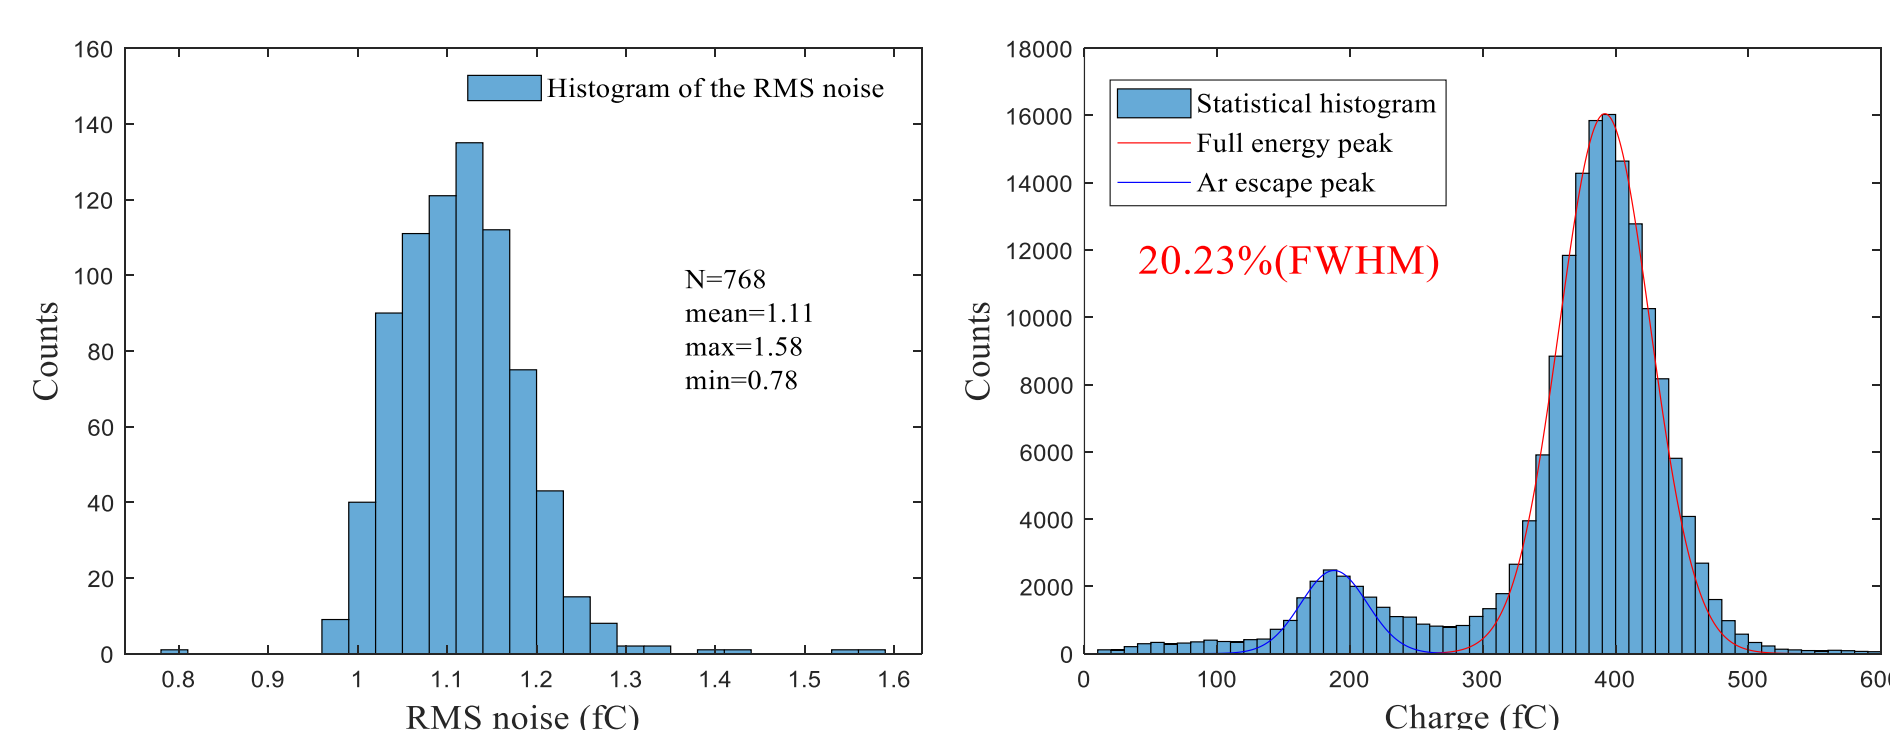 160
140
120
100
80
60
40
20
0
Counts
Histogram of the RMS noise
N=768
mean=1.11
max=1.58
min=0.78
0.8 0.9 1 1.1 1.2 1.3 1.4 1.5 1.6
RMS noise (fC)
18000
16000
14000
12000
10000
8000
6000
4000
2000
0
Counts
Statistical histogram
Full energy peak
Ar escape peak
20.23%(FWHM)
0 100 200 300 400 500 600
Charge (fC)